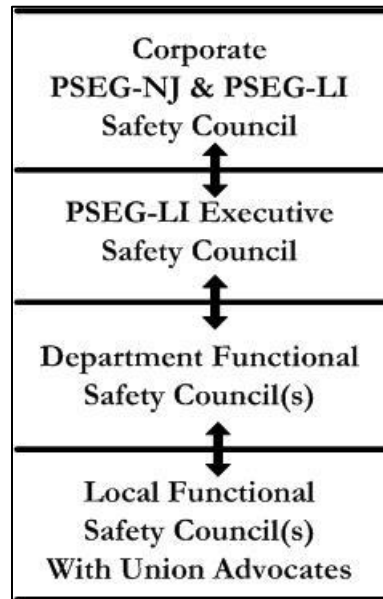 Corporate
PSEG-NJ & PSEG-LI
Safety Council
PSEG-LI Executive
Safety Council
Department Functional
Safety Council(s)
Local Functional
Safety Council(s)
With Union Advocates